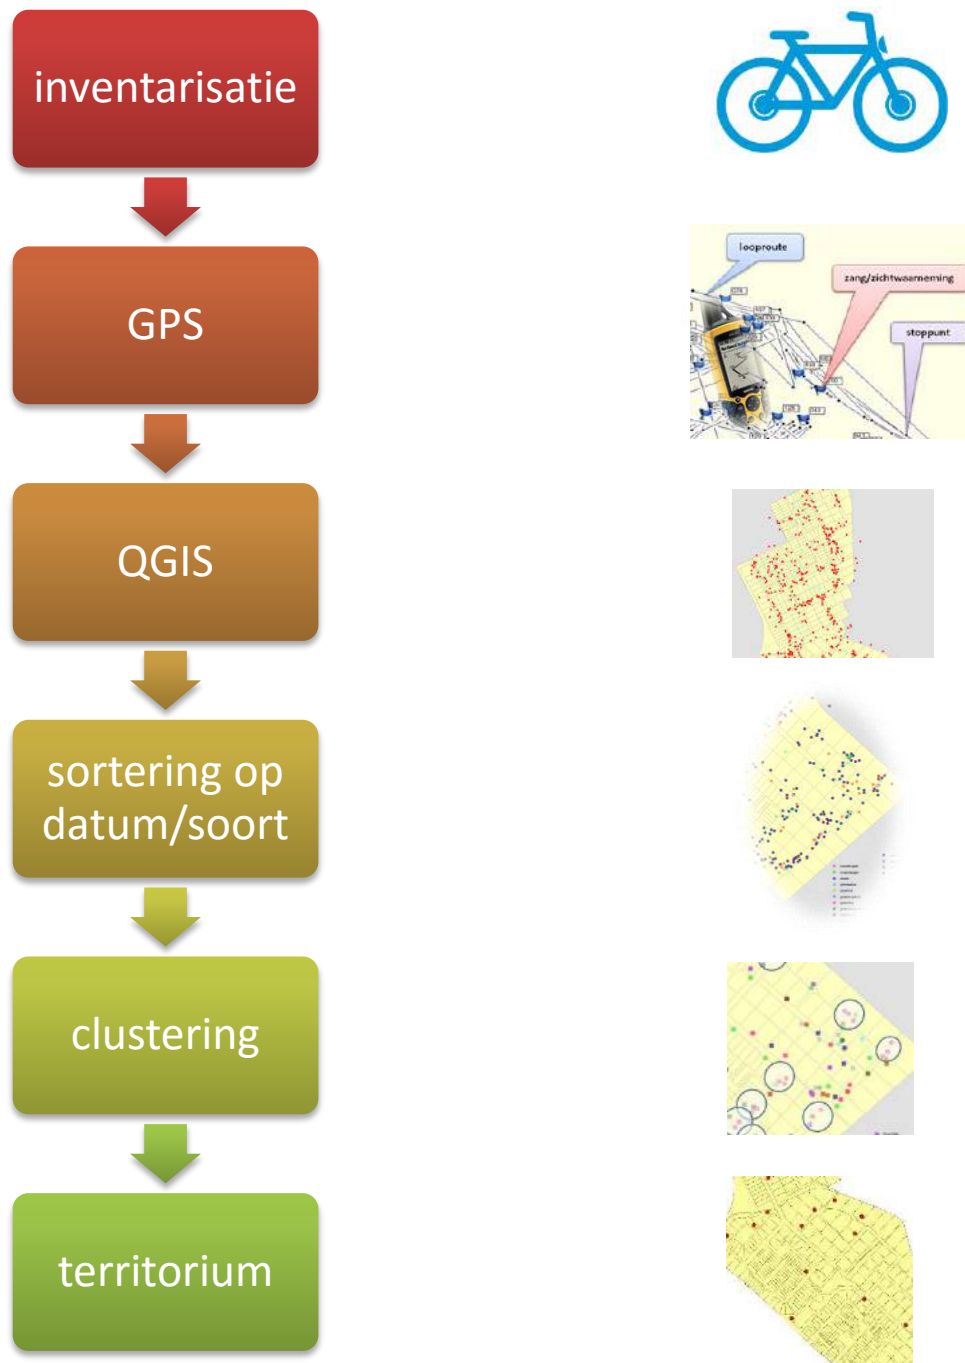 inventarisatie
GPS
looproute
zang/zichtwaarneming
stoppunt
QGIS
sortering op
datum/soort
clustering
territorium